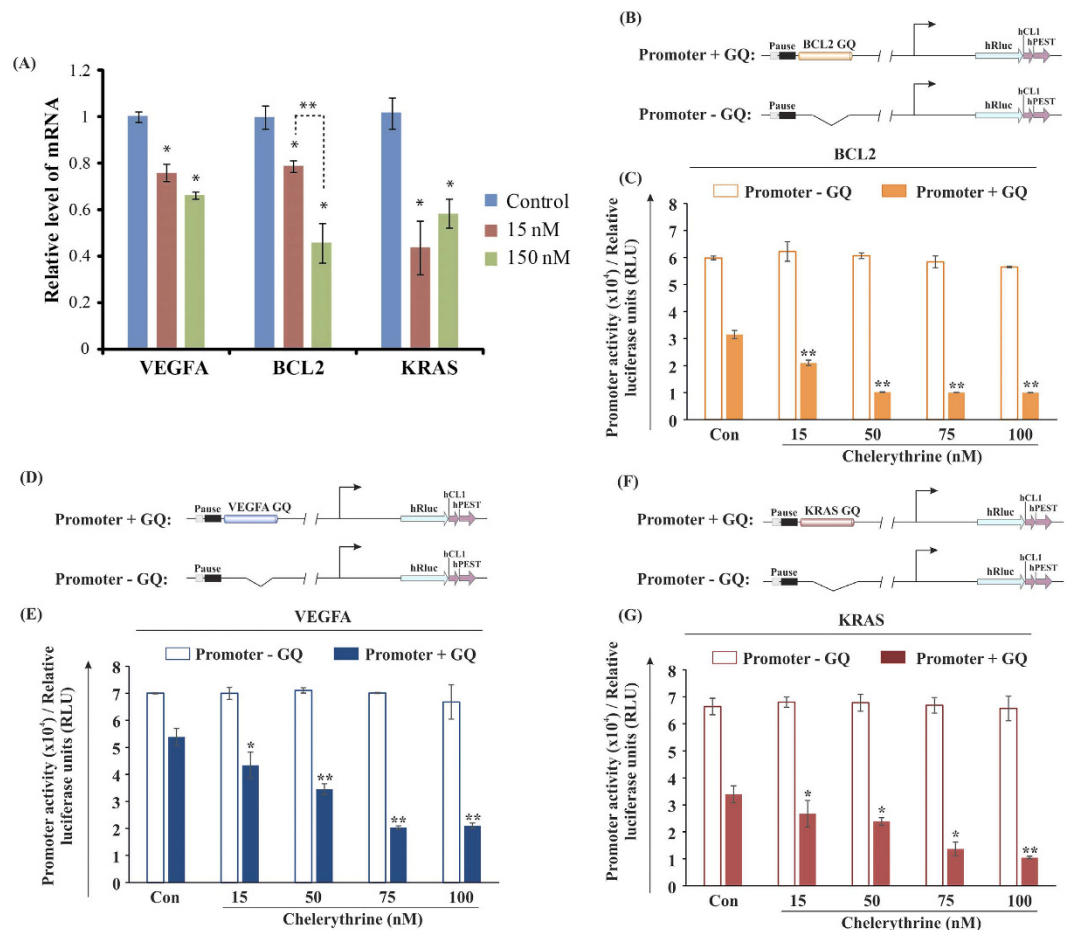 (A)
Relative level of mRNA
1.2
1
0.8
0.6
0.4
0.2
0
* * * ** * * *
VEGFA BCL2 KRAS
Control
15 nM
150 nM
(B)
Promoter + GQ: Pause BCL2 GQ hRluc hCL1 hPEST
Promoter - GQ: Pause hRluc hCL1 hPEST
BCL2
(C)
Promoter - GQ Promoter + GQ
Promoter activity (x10⁴) / Relative
luciferase units (RLU)
8
7
6
5
4
3
2
1
0
** ** ** **
Con 15 50 75 100
Chelerythrine (nM)
(D)
Promoter + GQ: Pause VEGFA GQ hRluc hCL1 hPEST
Promoter - GQ: Pause hRluc hCL1 hPEST
VEGFA
(E)
Promoter - GQ Promoter + GQ
Promoter activity (x10⁴) / Relative
luciferase units (RLU)
8
7
6
5
4
3
2
1
0
* ** ** **
Con 15 50 75 100
Chelerythrine (nM)
(F)
Promoter + GQ: Pause KRAS GQ hRluc hCL1 hPEST
Promoter - GQ: Pause hRluc hCL1 hPEST
KRAS
(G)
Promoter - GQ Promoter + GQ
Promoter activity (x10⁴) / Relative
luciferase units (RLU)
8
7
6
5
4
3
2
1
0
* * * **
Con 15 50 75 100
Chelerythrine (nM)